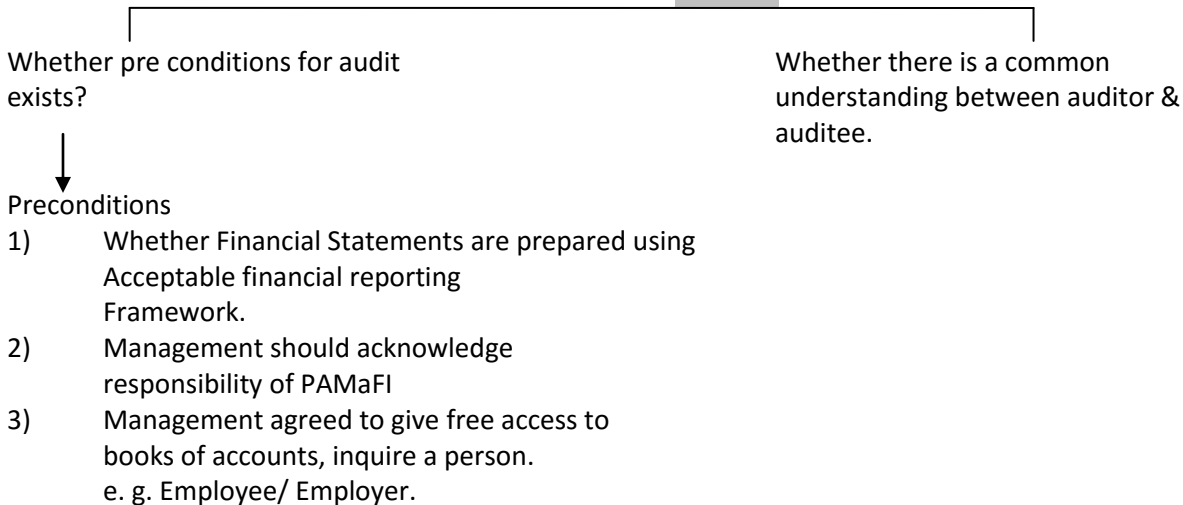 Whether pre conditions for audit
exists?
Whether there is a common
understanding between auditor &
auditee.
Preconditions
1) Whether Financial Statements are prepared using
Acceptable financial reporting
Framework.
2) Management should acknowledge
responsibility of PAMaFI
3) Management agreed to give free access to
books of accounts, inquire a person.
e. g. Employee/ Employer.